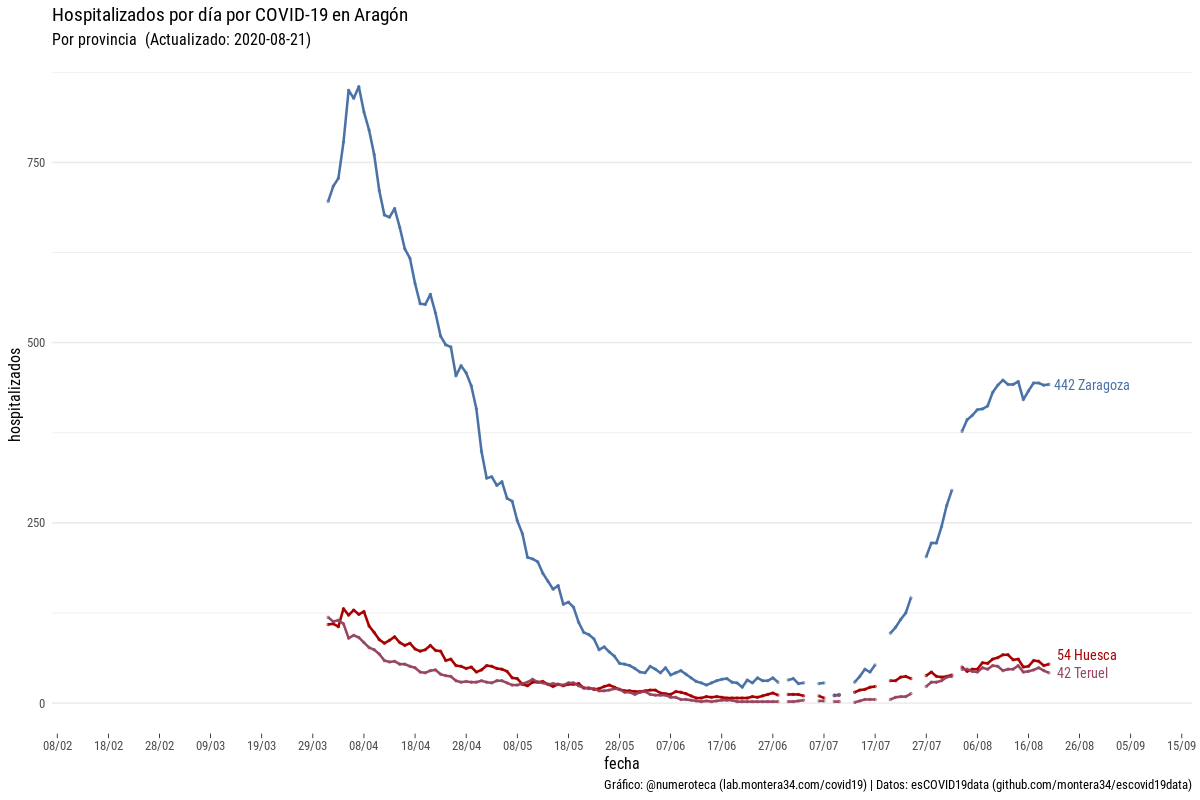 Hospitalizados por día por COVID-19 en Aragón
Por provincia (Actualizado: 2020-08-21)
hospitalizados
750
500
250
0
442 Zaragoza
54 Huesca
42 Teruel
08/02 18/02 28/02 09/03 19/03 29/03 08/04 18/04 28/04 08/05 18/05 28/05 07/06 17/06 27/06 07/07 17/07 27/07 06/08 16/08 26/08 05/09 15/09
fecha
Gráfico: @numeroteca (lab.montera34.com/covid19) | Datos: esCOVID19data (github.com/montera34/escovid19data)